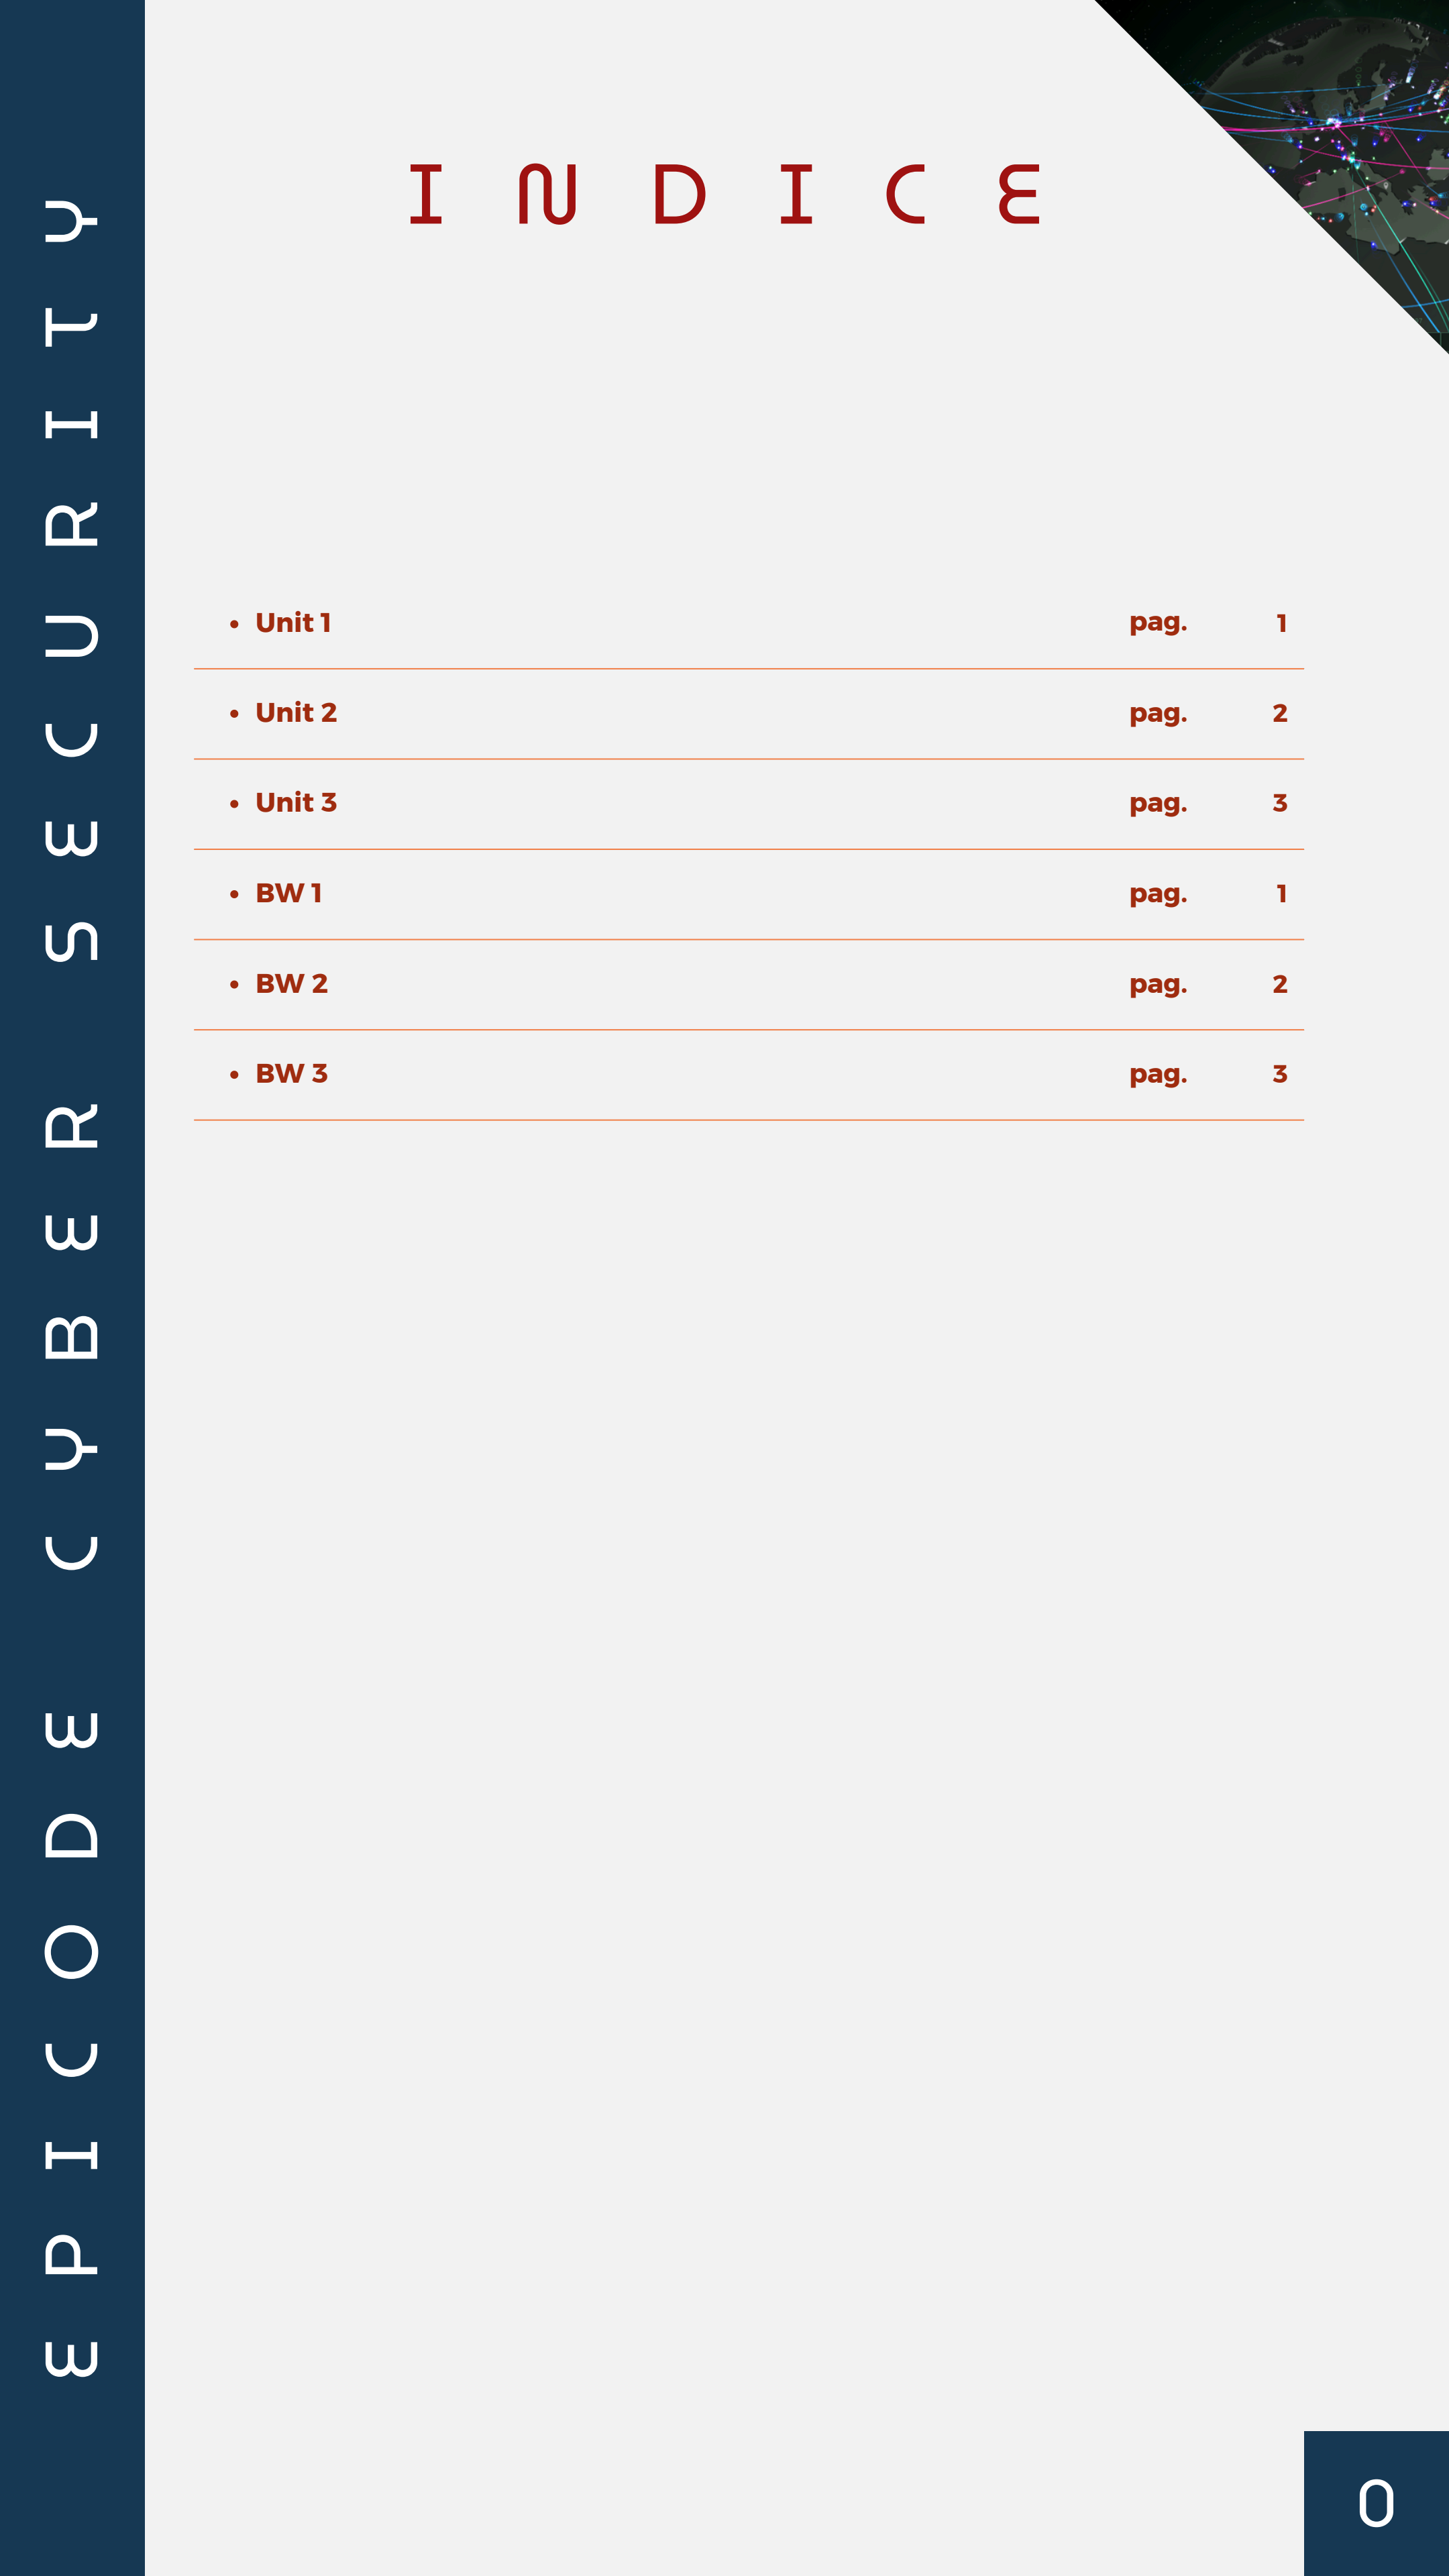 EPICODE CYBER SECURITY
INDICE
• Unit 1 pag. 1
• Unit 2 pag. 2
• Unit 3 pag. 3
• BW 1 pag. 1
• BW 2 pag. 2
• BW 3 pag. 3
0